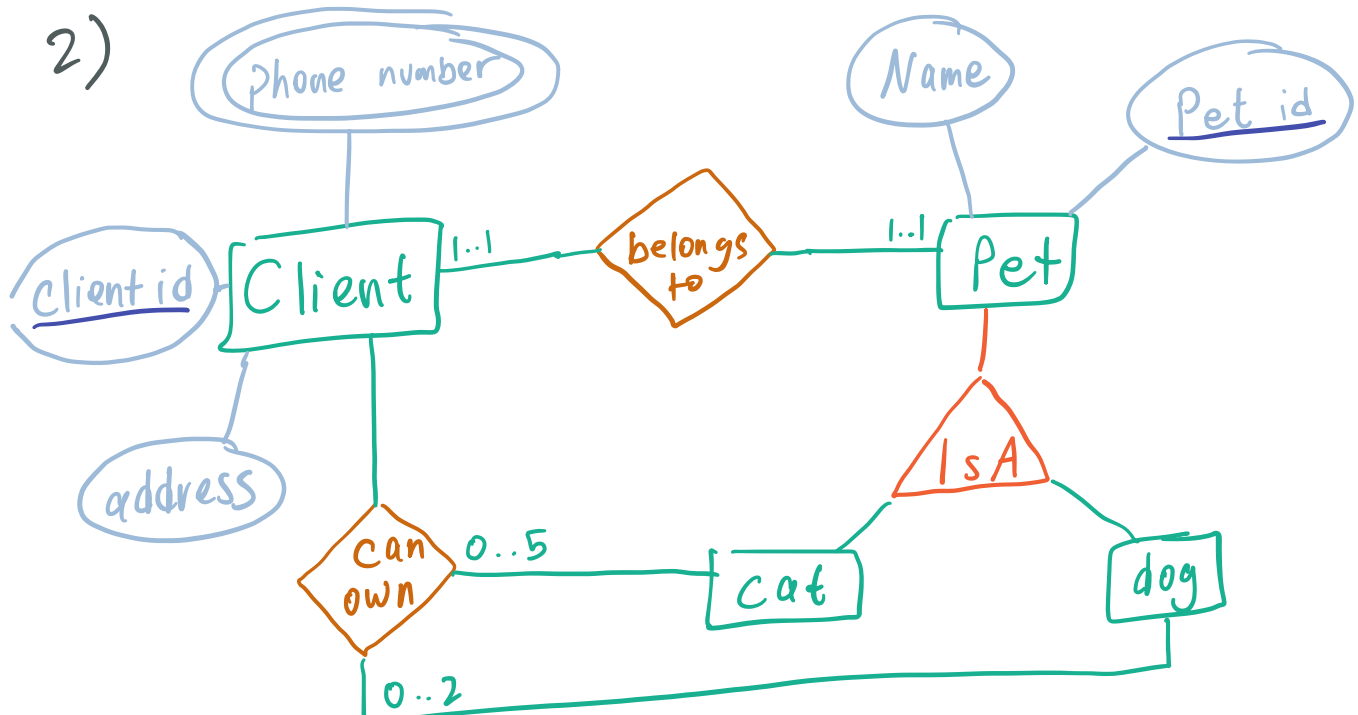 2)
phone number
Name
Pet id
Client id
Client
1..1
belongs
to
1..1
Pet
address
IsA
can
own
0..5
cat
dog
0..2